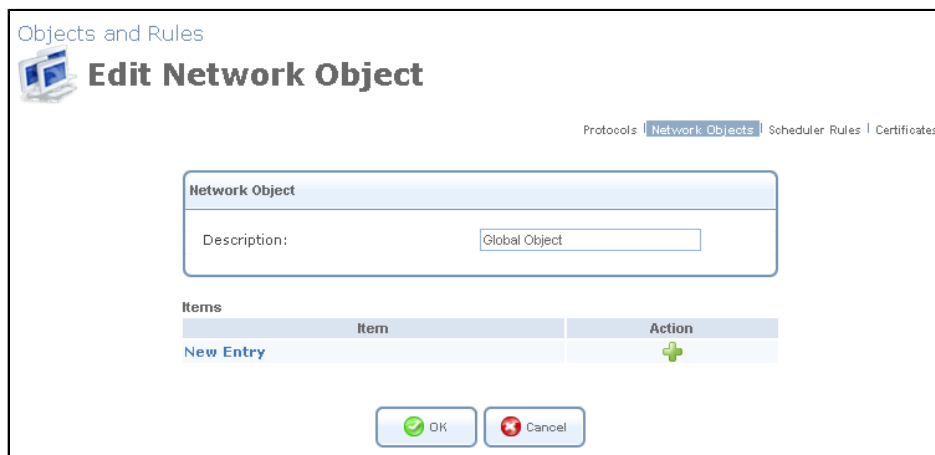 Objects and Rules
Edit Network Object
Protocols | Network Objects | Scheduler Rules | Certificates
Network Object
Description: Global Object
Items
Item Action
New Entry
OK Cancel